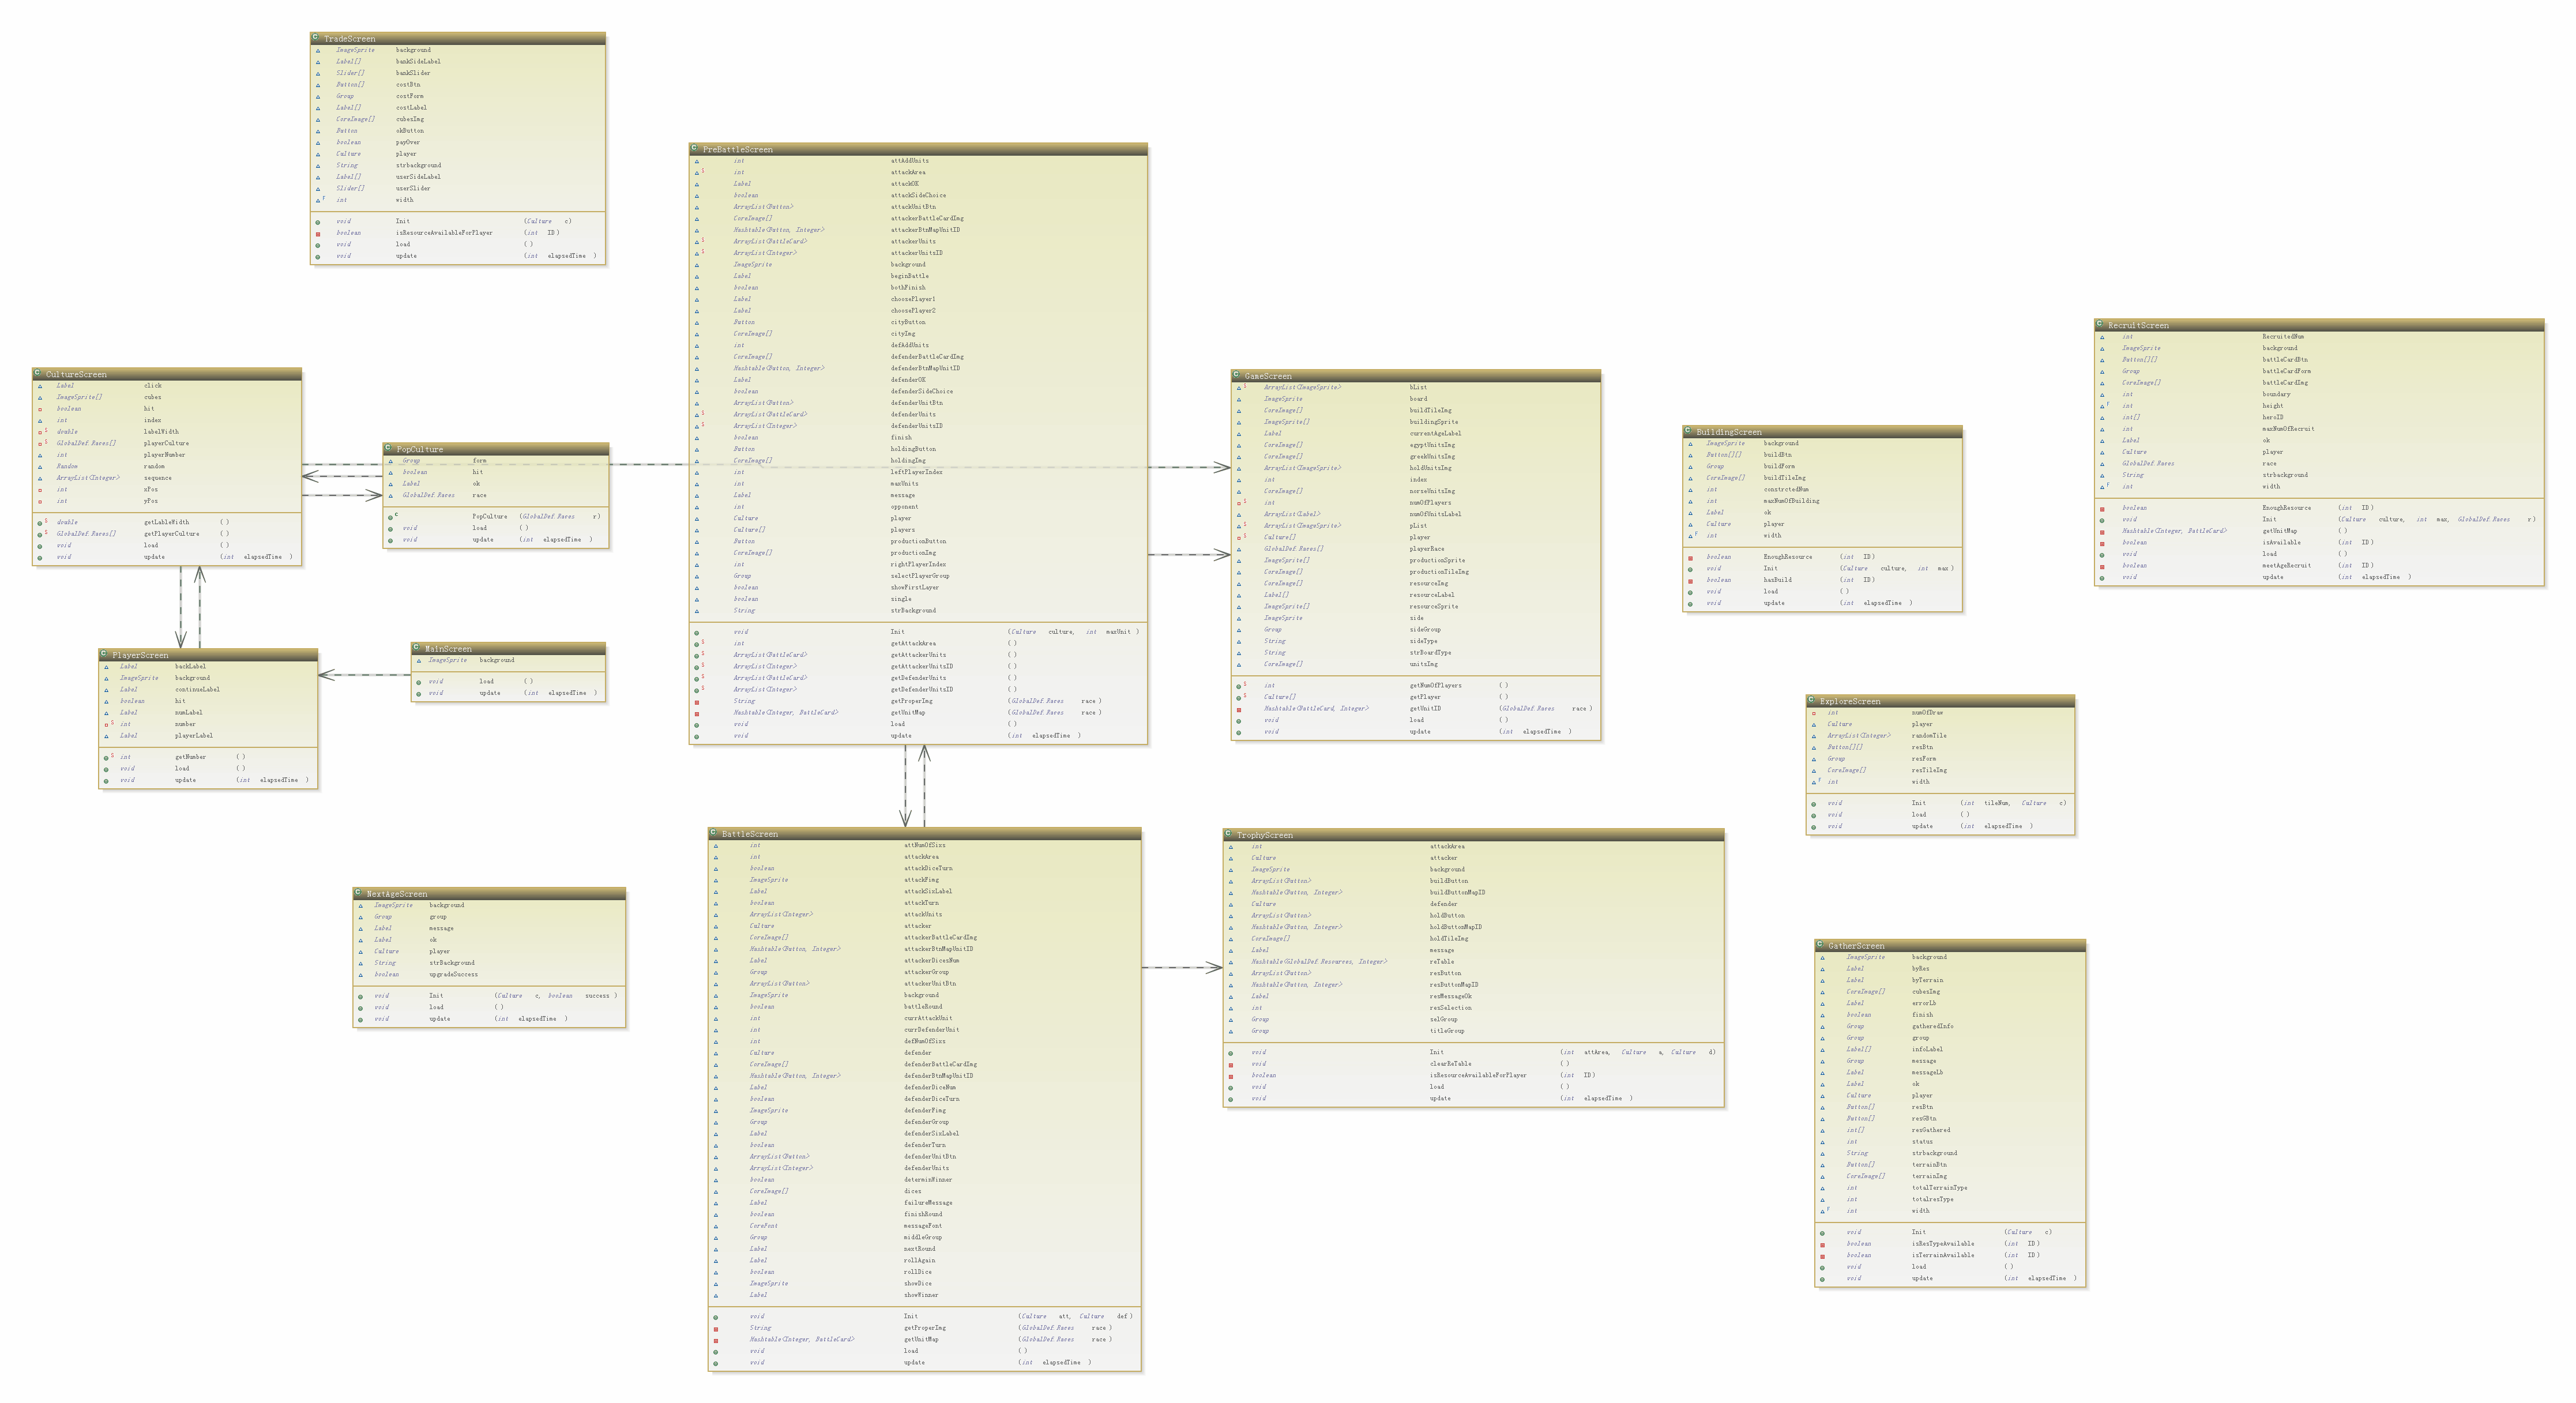 TradeScreen
ImageSprite background
Label[] bankSideLabel
Slider[] bankSlider
Button[] costBtn
Group costForm
Label[] costLabel
CoreImage[] cubesImg
Button okButton
boolean payOver
Culture player
String strbackground
Label[] userSideLabel
Slider[] userSlider
F int width
void Init (Culture c)
boolean isResourceAvailableForPlayer (int ID)
void load ( )
void update (int elapsedTime )
CultureScreen
Label click
ImageSprite[] cubes
boolean hit
int index
S double labelWidth
S GlobalDef.Races[] playerCulture
int playerNumber
Random random
ArrayList<Integer> sequence
int xPos
int yPos
S double getLableWidth ( )
S GlobalDef.Races[] getPlayerCulture ( )
void load ( )
void update (int elapsedTime )
PopCulture
Group form
boolean hit
Label ok
GlobalDef.Races race
C PopCulture (GlobalDef.Races r)
void load ( )
void update (int elapsedTime )
PlayerScreen
Label backLabel
ImageSprite background
Label continueLabel
boolean hit
Label numLabel
S int number
Label playerLabel
S int getNumber ( )
void load ( )
void update (int elapsedTime )
MainScreen
ImageSprite background
void load ( )
void update (int elapsedTime )
NextAgeScreen
ImageSprite background
Group group
Label message
Label ok
Culture player
String strBackground
boolean upgradeSuccess
void Init (Culture c, boolean success )
void load ( )
void update (int elapsedTime )
PreBattleScreen
int attAddUnits
S int attackArea
Label attackOK
boolean attackSideChoice
ArrayList<Button> attackUnitBtn
CoreImage[] attackerBattleCardImg
Hashtable<Button, Integer> attackerBtnMapUnitID
S ArrayList<BattleCard> attackerUnits
S ArrayList<Integer> attackerUnitsID
ImageSprite background
Label beginBattle
boolean bothFinish
Label choosePlayer1
Label choosePlayer2
Button cityButton
CoreImage[] cityImg
int defAddUnits
CoreImage[] defenderBattleCardImg
Hashtable<Button, Integer> defenderBtnMapUnitID
Label defenderOK
boolean defenderSideChoice
ArrayList<Button> defenderUnitBtn
S ArrayList<BattleCard> defenderUnits
S ArrayList<Integer> defenderUnitsID
boolean finish
Button holdingButton
CoreImage[] holdingImg
int leftPlayerIndex
int maxUnits
Label message
int opponent
Culture player
Culture[] players
Button productionButton
CoreImage[] productionImg
int rightPlayerIndex
Group selectPlayerGroup
boolean showFirstLayer
boolean single
String strBackground
void Init (Culture culture, int maxUnit )
S int getAttackArea ( )
S ArrayList<BattleCard> getAttackerUnits ( )
S ArrayList<Integer> getAttackerUnitsID ( )
S ArrayList<BattleCard> getDefenderUnits ( )
S ArrayList<Integer> getDefenderUnitsID ( )
String getProperImg (GlobalDef.Races race )
Hashtable<Integer, BattleCard> getUnitMap (GlobalDef.Races race )
void load ( )
void update (int elapsedTime )
GameScreen
S ArrayList<ImageSprite> bList
ImageSprite board
CoreImage[] buildTileImg
ImageSprite[] buildingSprite
Label currentAgeLabel
CoreImage[] egyptUnitsImg
CoreImage[] greekUnitsImg
ArrayList<ImageSprite> holdUnitsImg
int index
CoreImage[] norseUnitsImg
S int numOfPlayers
ArrayList<Label> numOfUnitsLabel
S ArrayList<ImageSprite> pList
S Culture[] player
GlobalDef.Races[] playerRace
ImageSprite[] productionSprite
CoreImage[] productionTileImg
CoreImage[] resourceImg
Label[] resourceLabel
ImageSprite[] resourceSprite
ImageSprite side
Group sideGroup
String sideType
String strBoardType
CoreImage[] unitsImg
S int getNumOfPlayers ( )
S Culture[] getPlayer ( )
Hashtable<BattleCard, Integer> getUnitID (GlobalDef.Races race )
void load ( )
void update (int elapsedTime )
BuildingScreen
ImageSprite background
Button[][] buildBtn
Group buildForm
CoreImage[] buildTileImg
int constrctedNum
int maxNumOfBuilding
Label ok
Culture player
F int width
boolean EnoughResource (int ID)
void Init (Culture culture, int max )
boolean hasBuild (int ID)
void load ( )
void update (int elapsedTime )
RecruitScreen
int RecruitedNum
ImageSprite background
Button[][] battleCardBtn
Group battleCardForm
CoreImage[] battleCardImg
int boundary
F int height
int[] heroID
int maxNumOfRecruit
Label ok
Culture player
GlobalDef.Races race
String strbackground
F int width
boolean EnoughResource (int ID)
void Init (Culture culture, int max, GlobalDef.Races r)
Hashtable<Integer, BattleCard> getUnitMap ( )
boolean isAvailable (int ID)
void load ( )
boolean meetAgeRecruit (int ID)
void update (int elapsedTime )
ExploreScreen
int numOfDraw
Culture player
ArrayList<Integer> randomTile
Button[][] resBtn
Group resForm
CoreImage[] resTileImg
F int width
void Init (int tileNum, Culture c)
void load ( )
void update (int elapsedTime )
BattleScreen
int attNumOfSixs
int attackArea
boolean attackDiceTurn
ImageSprite attackFimg
Label attackSixLabel
boolean attackTurn
ArrayList<Integer> attackUnits
Culture attacker
CoreImage[] attackerBattleCardImg
Hashtable<Button, Integer> attackerBtnMapUnitID
Label attackerDicesNum
Group attackerGroup
ArrayList<Button> attackerUnitBtn
ImageSprite background
boolean battleRound
int currAttackUnit
int currDefenderUnit
int defNumOfSixs
Culture defender
CoreImage[] defenderBattleCardImg
Hashtable<Button, Integer> defenderBtnMapUnitID
Label defenderDiceNum
boolean defenderDiceTurn
ImageSprite defenderFimg
Group defenderGroup
Label defenderSixLabel
boolean defenderTurn
ArrayList<Button> defenderUnitBtn
ArrayList<Integer> defenderUnits
boolean determinWinner
CoreImage[] dices
Label failureMessage
boolean finishRound
CoreFont messageFont
Group middleGroup
Label nextRound
Label rollAgain
boolean rollDice
ImageSprite showDice
Label showWinner
void Init (Culture att, Culture def )
String getProperImg (GlobalDef.Races race )
Hashtable<Integer, BattleCard> getUnitMap (GlobalDef.Races race )
void load ( )
void update (int elapsedTime )
TrophyScreen
int attackArea
Culture attacker
ImageSprite background
ArrayList<Button> buildButton
Hashtable<Button, Integer> buildButtonMapID
Culture defender
ArrayList<Button> holdButton
Hashtable<Button, Integer> holdButtonMapID
CoreImage[] holdTileImg
Label message
Hashtable<GlobalDef.Resources, Integer> reTable
ArrayList<Button> resButton
Hashtable<Button, Integer> resButtonMapID
Label resMessageOk
int resSelection
Group selGroup
Group titleGroup
void Init (int attArea, Culture a, Culture d)
void clearReTable ( )
boolean isResourceAvailableForPlayer (int ID)
void load ( )
void update (int elapsedTime )
GatherScreen
ImageSprite background
Label byRes
Label byTerrain
CoreImage[] cubesImg
Label errorLb
boolean finish
Group gatheredInfo
Group group
Label[] infoLabel
Group message
Label messageLb
Label ok
Culture player
Button[] resBtn
Button[] resGBtn
int[] resGathered
int status
String strbackground
Button[] terrainBtn
CoreImage[] terrainImg
int totalTerrainType
int totalresType
F int width
void Init (Culture c)
boolean isResTypeAvailable (int ID)
boolean isTerrainAvailable (int ID)
void load ( )
void update (int elapsedTime )